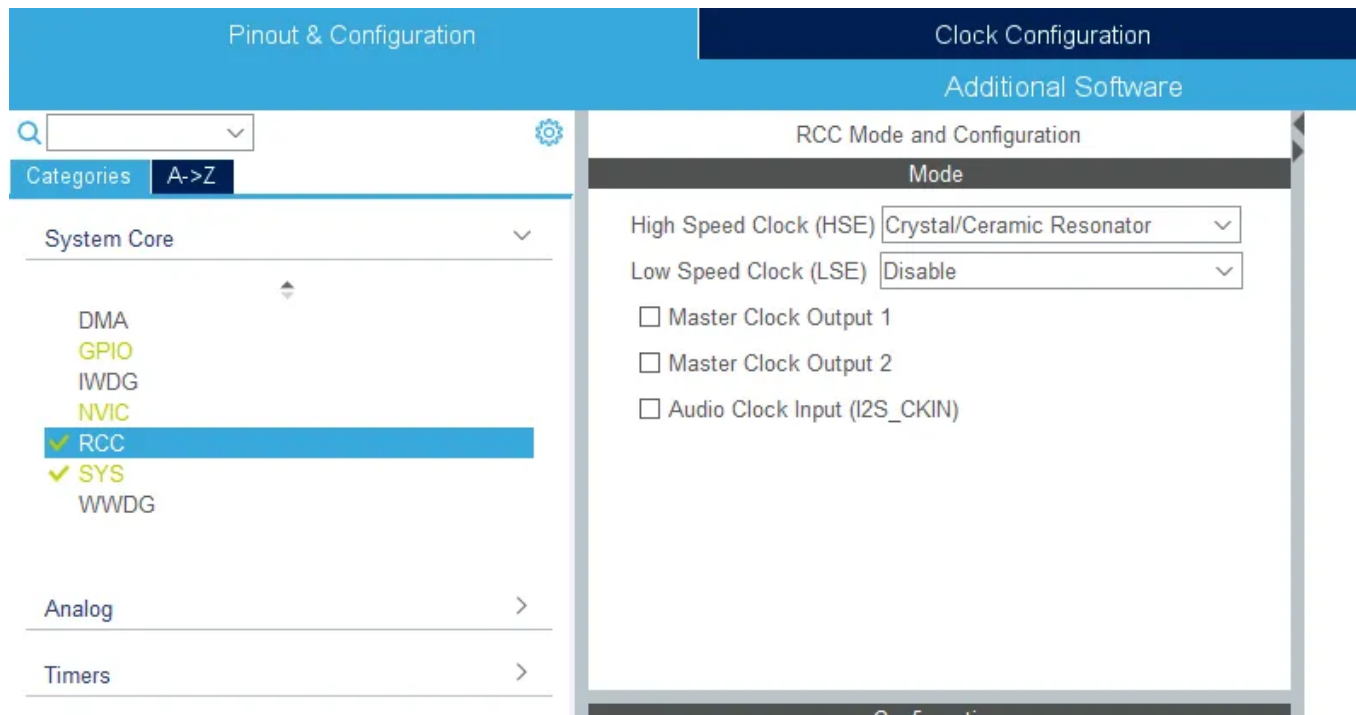 Pinout & Configuration
Clock Configuration
Additional Software
Categories
A->Z
System Core
DMA
GPIO
IWDG
NVIC
RCC
SYS
WWDG
Analog
Timers
RCC Mode and Configuration
Mode
High Speed Clock (HSE) Crystal/Ceramic Resonator
Low Speed Clock (LSE) Disable
Master Clock Output 1
Master Clock Output 2
Audio Clock Input (I2S_CKIN)